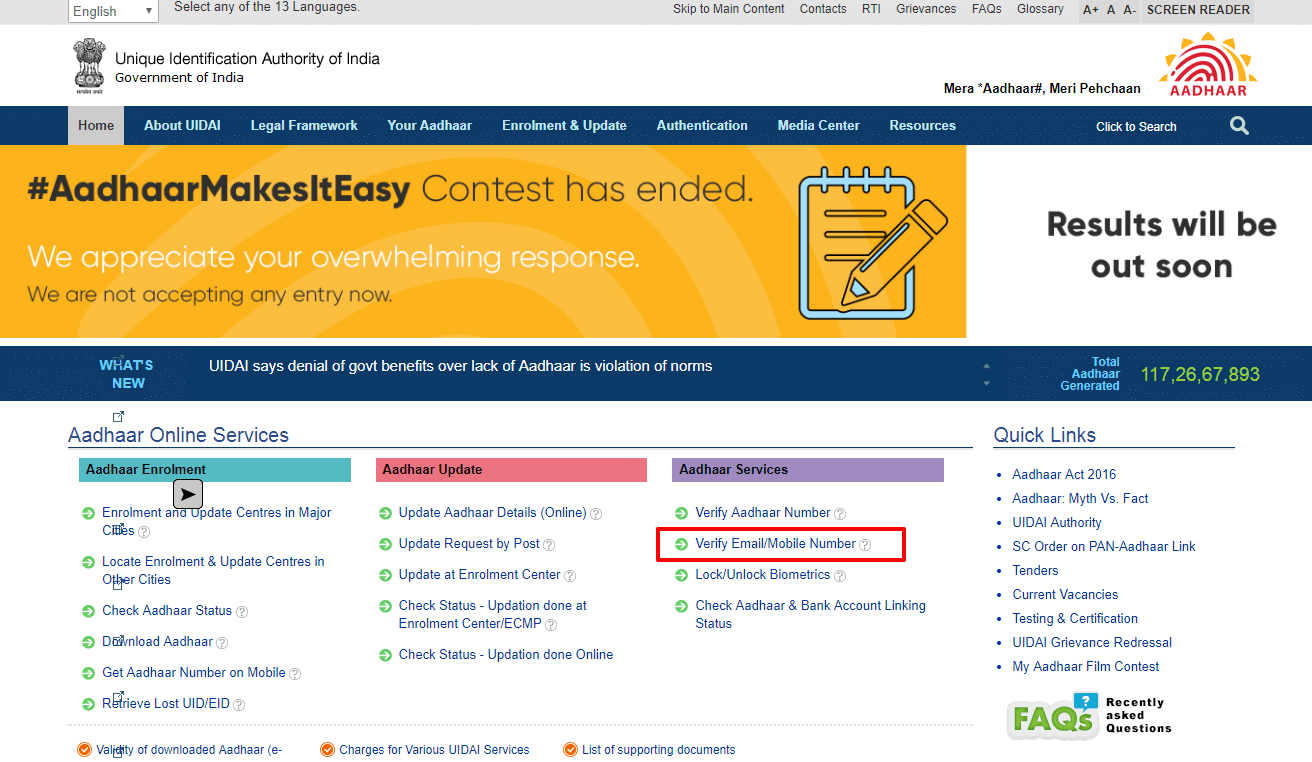 English
Select any of the 13 Languages.
Skip to Main Content Contacts RTI Grievances FAQs Glossary A+ A A- SCREEN READER
Unique Identification Authority of India
Government of India
Mera *Aadhaar#, Meri Pehchaan
AADHAAR
Home About UIDAI Legal Framework Your Aadhaar Enrolment & Update Authentication Media Center Resources Click to Search
#AadhaarMakesItEasy Contest has ended.
We appreciate your overwhelming response.
We are not accepting any entry now.
Results will be
out soon
WHAT'S
NEW
UIDAI says denial of govt benefits over lack of Aadhaar is violation of norms
Total
Aadhaar
Generated
117,26,67,893
Aadhaar Online Services
Aadhaar Enrolment
Enrolment and Update Centres in Major
Cities ?
Locate Enrolment & Update Centres in
Other Cities
Check Aadhaar Status ?
Download Aadhaar ?
Get Aadhaar Number on Mobile ?
Retrieve Lost UID/EID ?
Aadhaar Update
Update Aadhaar Details (Online) ?
Update Request by Post ?
Update at Enrolment Center ?
Check Status - Updation done at
Enrolment Center/ECMP ?
Check Status - Updation done Online
Aadhaar Services
Verify Aadhaar Number ?
Verify Email/Mobile Number ?
Lock/Unlock Biometrics ?
Check Aadhaar & Bank Account Linking
Status
Validity of downloaded Aadhaar (e-
Charges for Various UIDAI Services
List of supporting documents
Quick Links
Aadhaar Act 2016
Aadhaar: Myth Vs. Fact
UIDAI Authority
SC Order on PAN-Aadhaar Link
Tenders
Current Vacancies
Testing & Certification
UIDAI Grievance Redressal
My Aadhaar Film Contest
FAQs ?
Recently
asked
Questions